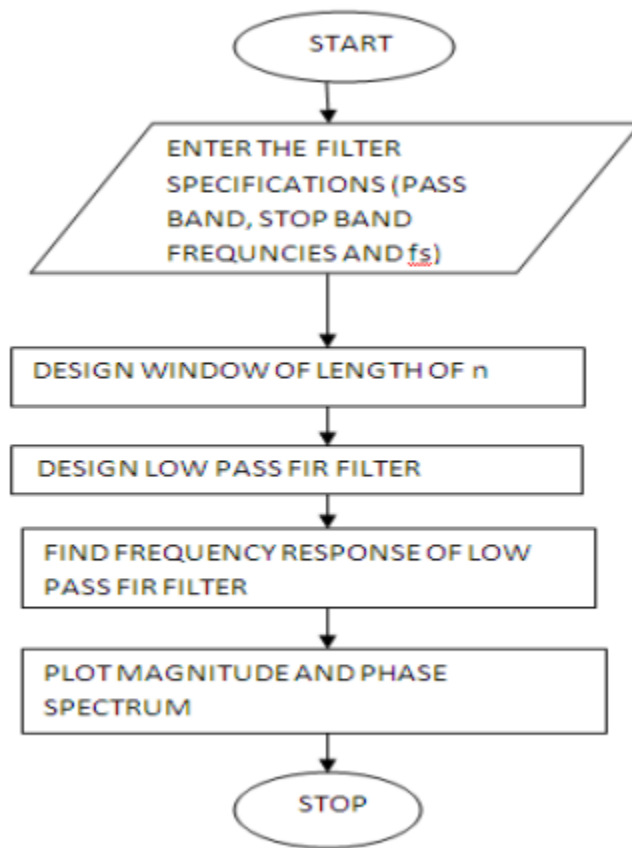 START
ENTER THE FILTER
SPECIFICATIONS (PASS
BAND, STOP BAND
FREQUNCIES AND fs)
DESIGN WINDOW OF LENGTH OF n
DESIGN LOW PASS FIR FILTER
FIND FREQUENCY RESPONSE OF LOW
PASS FIR FILTER
PLOT MAGNITUDE AND PHASE
SPECTRUM
STOP